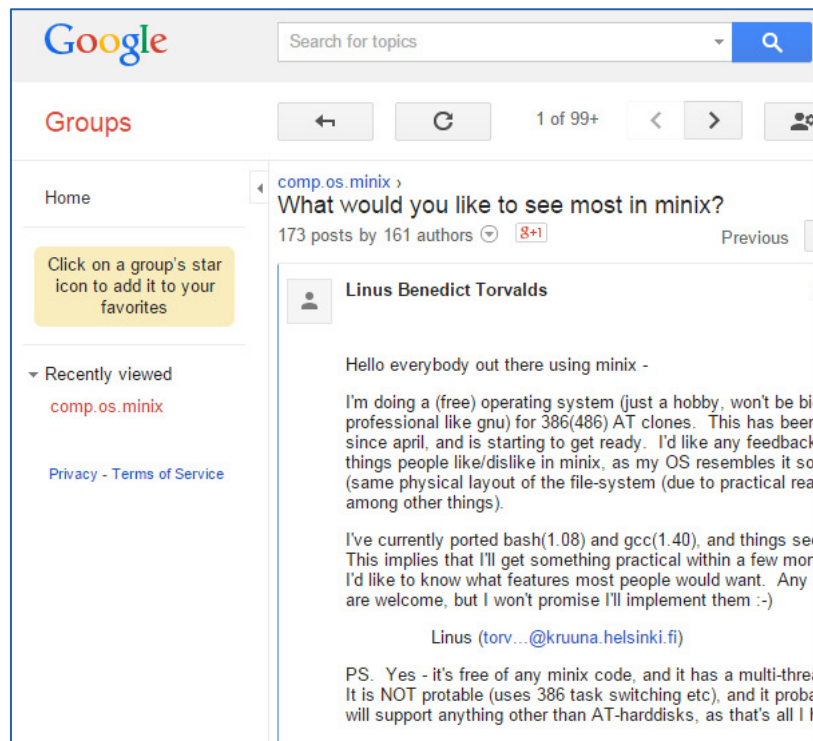 Google
Search for topics
Groups
1 of 99+
Home
Click on a group's star
icon to add it to your
favorites
Recently viewed
comp.os.minix
Privacy - Terms of Service
comp.os.minix ›
What would you like to see most in minix?
173 posts by 161 authors
g+1
Previous
Linus Benedict Torvalds
Hello everybody out there using minix -
I'm doing a (free) operating system (just a hobby, won't be
professional like gnu) for 386(486) AT clones.  This has been
since april, and is starting to get ready.  I'd like any feedback
things people like/dislike in minix, as my OS resembles it
(same physical layout of the file-system (due to practical
among other things).
I've currently ported bash(1.08) and gcc(1.40), and things
This implies that I'll get something practical within a few
I'd like to know what features most people would want.  Any
are welcome, but I won't promise I'll implement them :-)
Linus (torv...@kruuna.helsinki.fi)
PS.  Yes - it's free of any minix code, and it has a
It is NOT protable (uses 386 task switching etc), and it
will support anything other than AT-harddisks, as that's all I